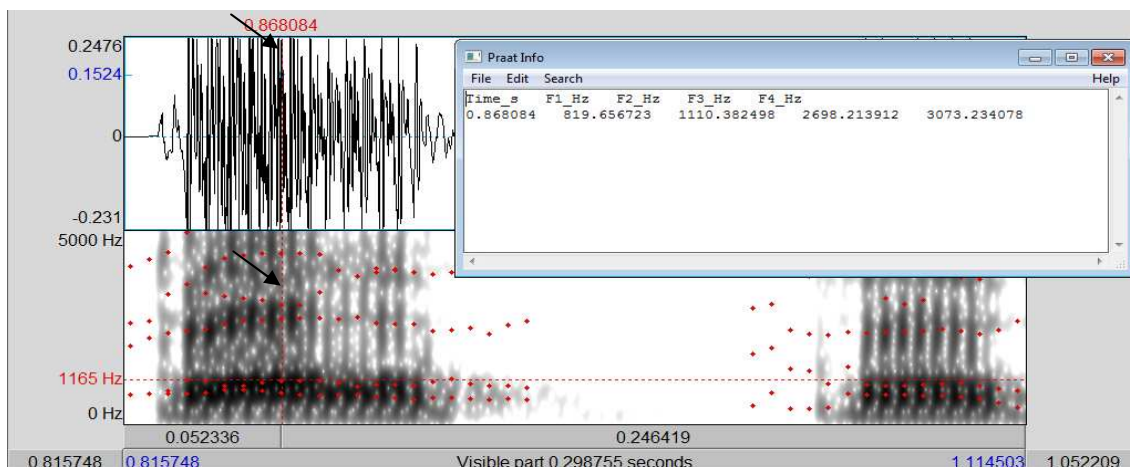 0.868084
0.2476
0.1524
0
-0.231
5000 Hz
1165 Hz
0 Hz
Praat Info
File Edit Search Help
Time_s F1_Hz F2_Hz F3_Hz F4_Hz
0.868084 819.656723 1110.382498 2698.213912 3073.234078
0.052336 0.246419
0.815748 0.815748 Visible part 0.298755 seconds 1.114503 1.052209